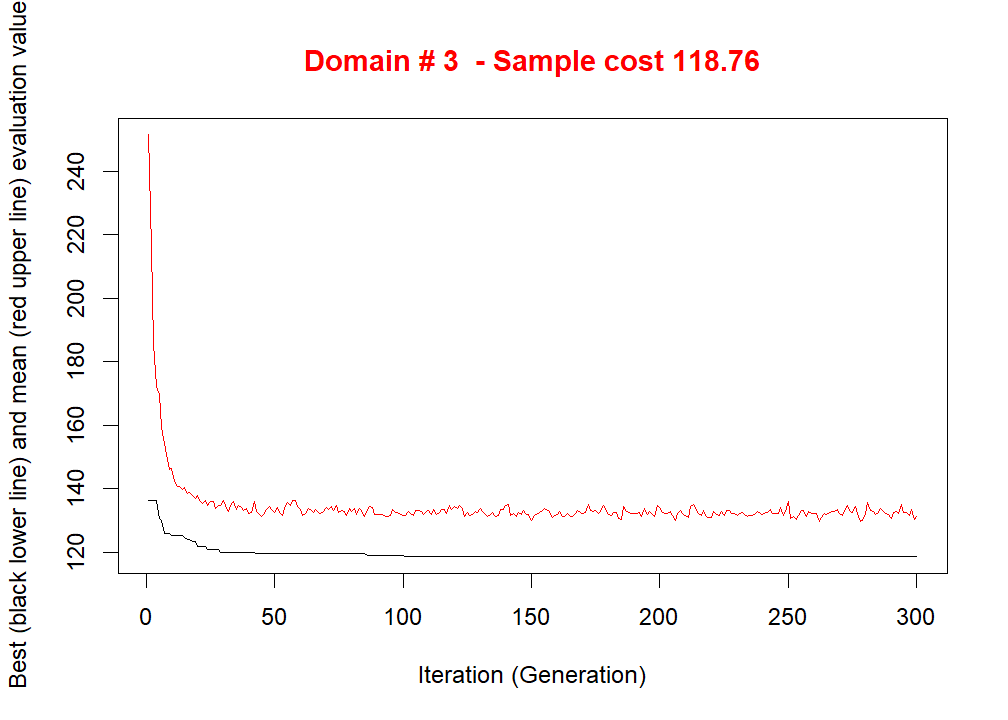 Domain # 3 - Sample cost 118.76
Best (black lower line) and mean (red upper line) evaluation value
240
220
200
180
160
140
120
0 50 100 150 200 250 300
Iteration (Generation)